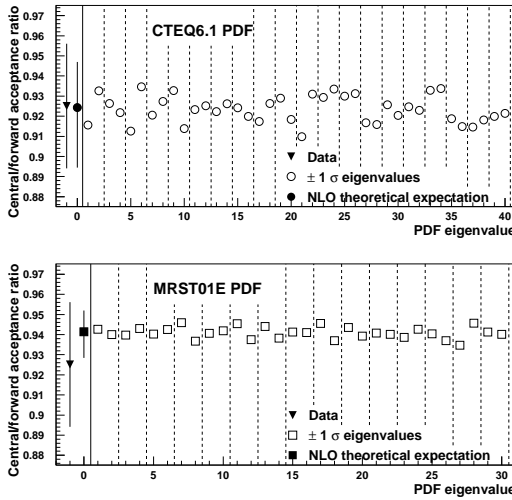 Central/forward acceptance ratio
0.97
0.96
0.95
0.94
0.93
0.92
0.91
0.9
0.89
0.88
CTEQ6.1 PDF
Data
± 1 σ eigenvalues
NLO theoretical expectation
0 5 10 15 20 25 30 35 40
PDF eigenvalue
Central/forward acceptance ratio
0.97
0.96
0.95
0.94
0.93
0.92
0.91
0.9
0.89
0.88
MRST01E PDF
Data
± 1 σ eigenvalues
NLO theoretical expectation
0 5 10 15 20 25 30
PDF eigenvalue